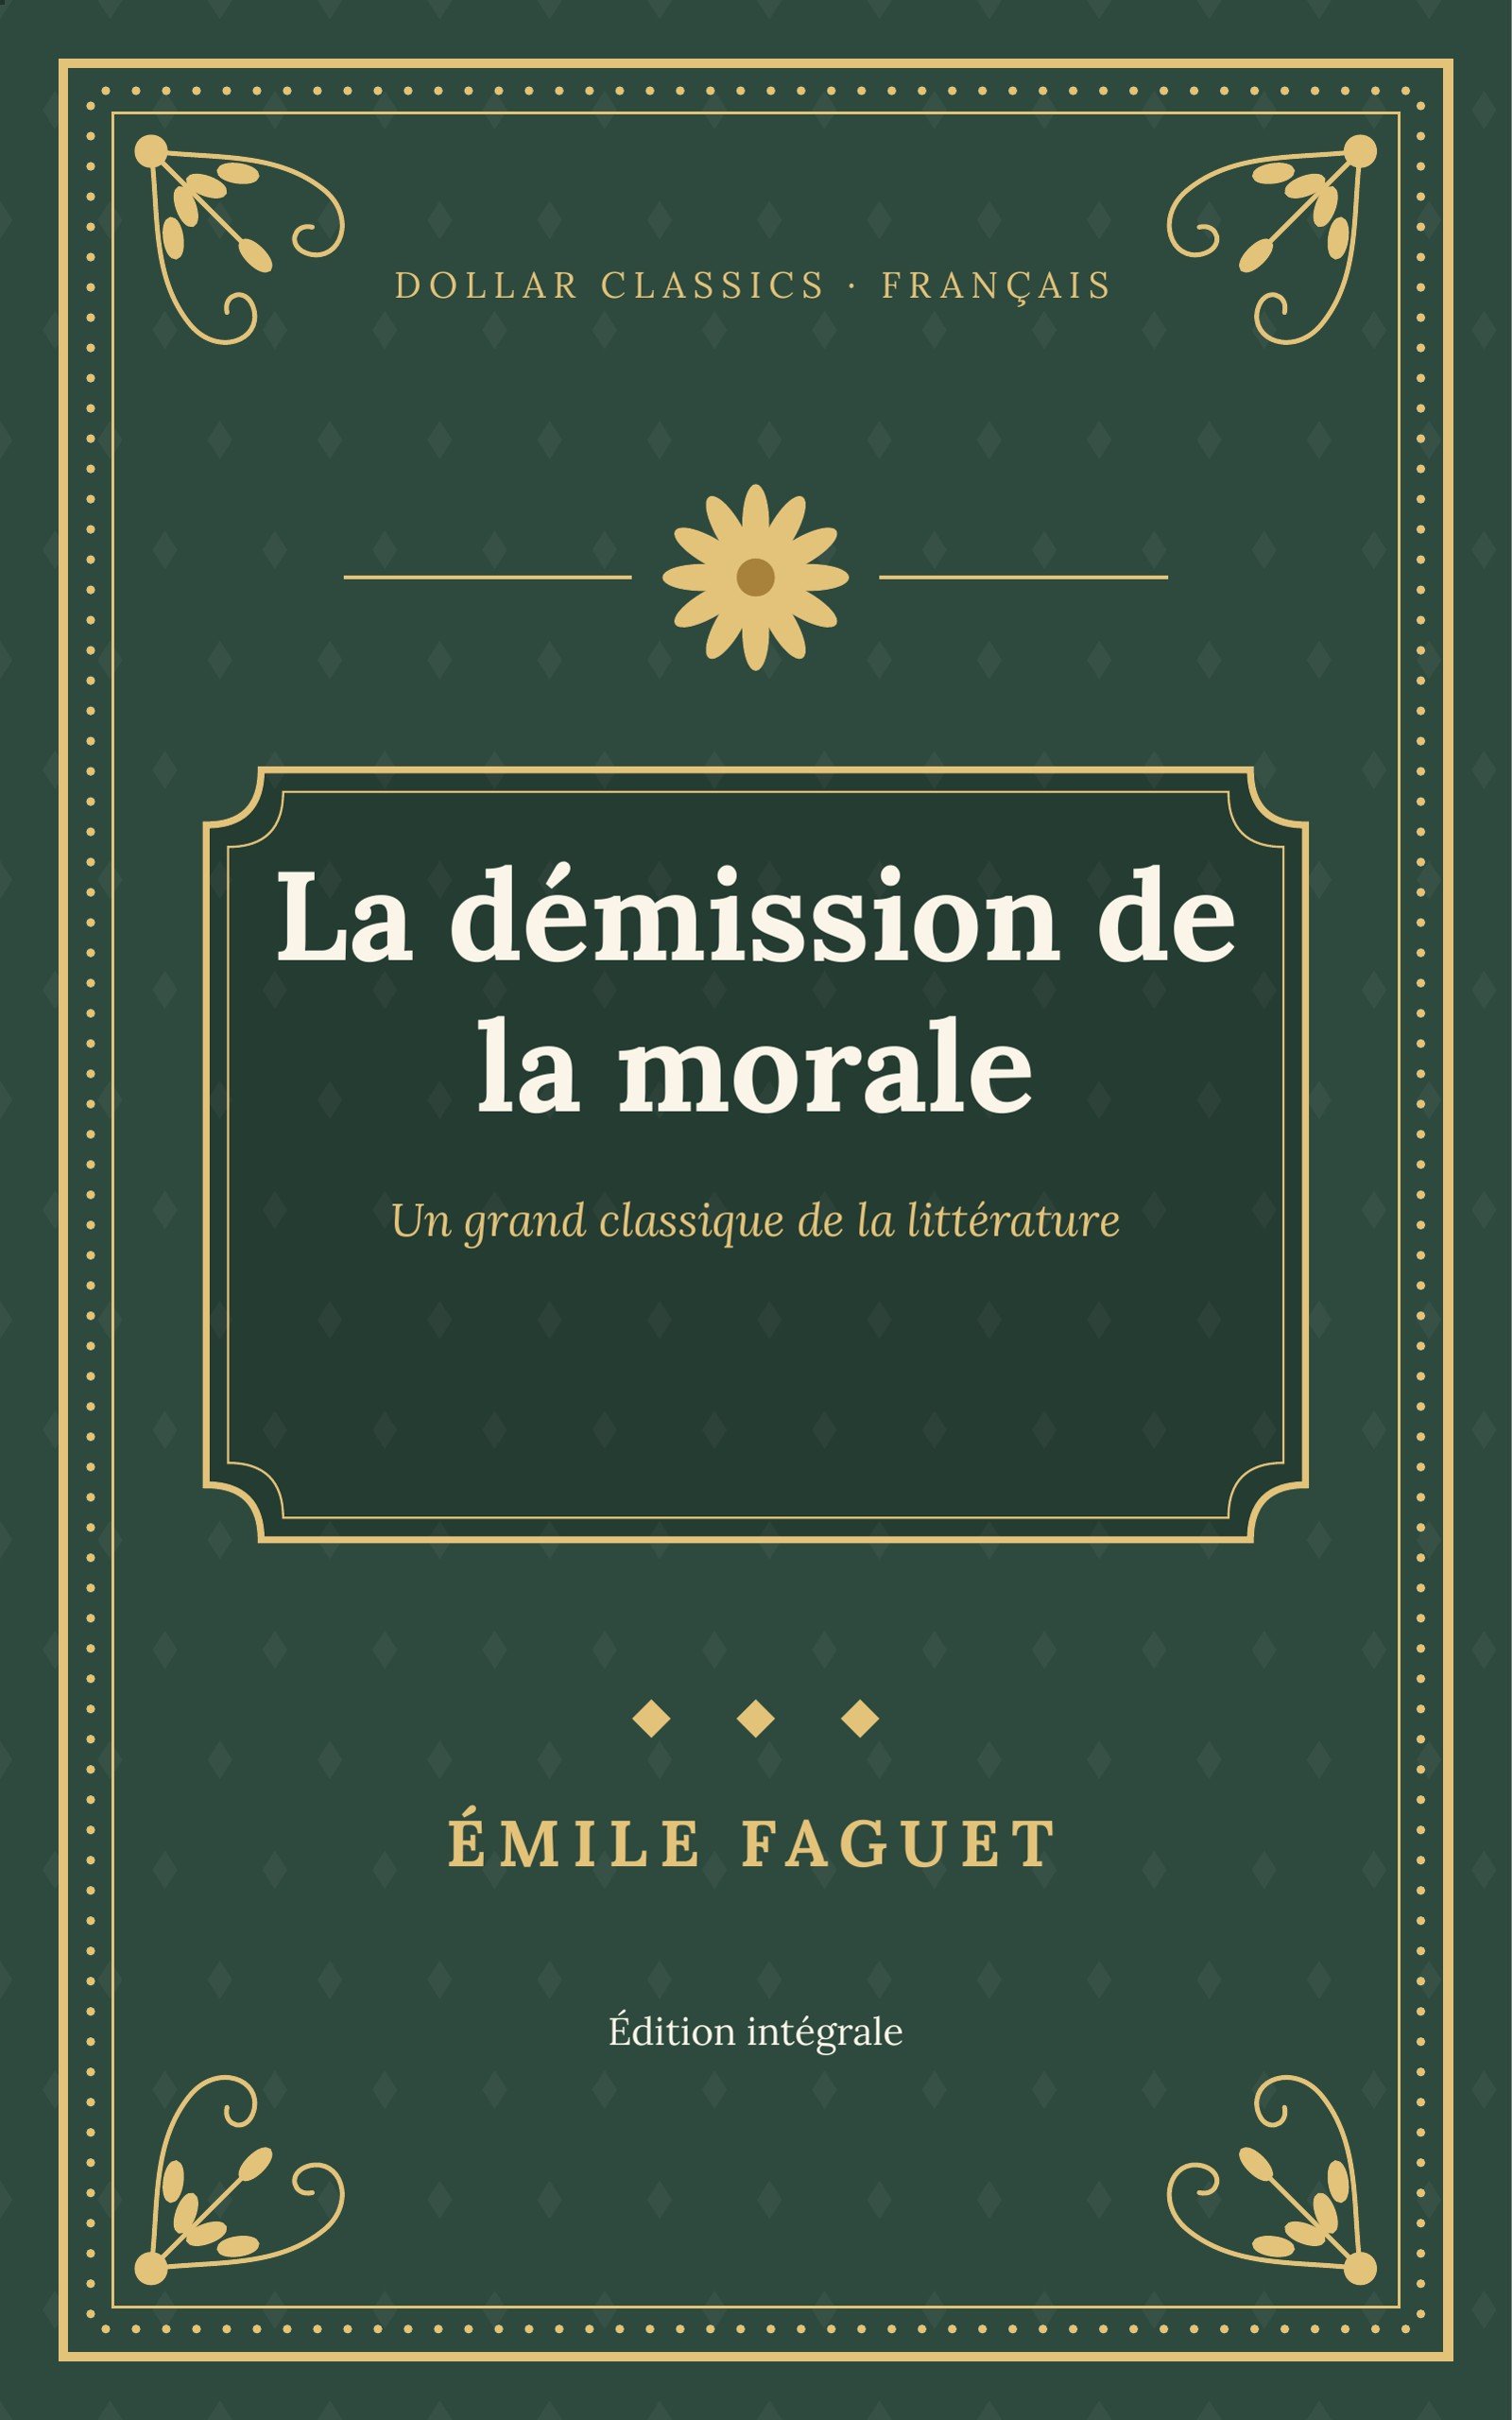 DOLLAR CLASSICS · FRANÇAIS
La démission de
la morale
Un grand classique de la littérature
ÉMILE FAGUET
Édition intégrale